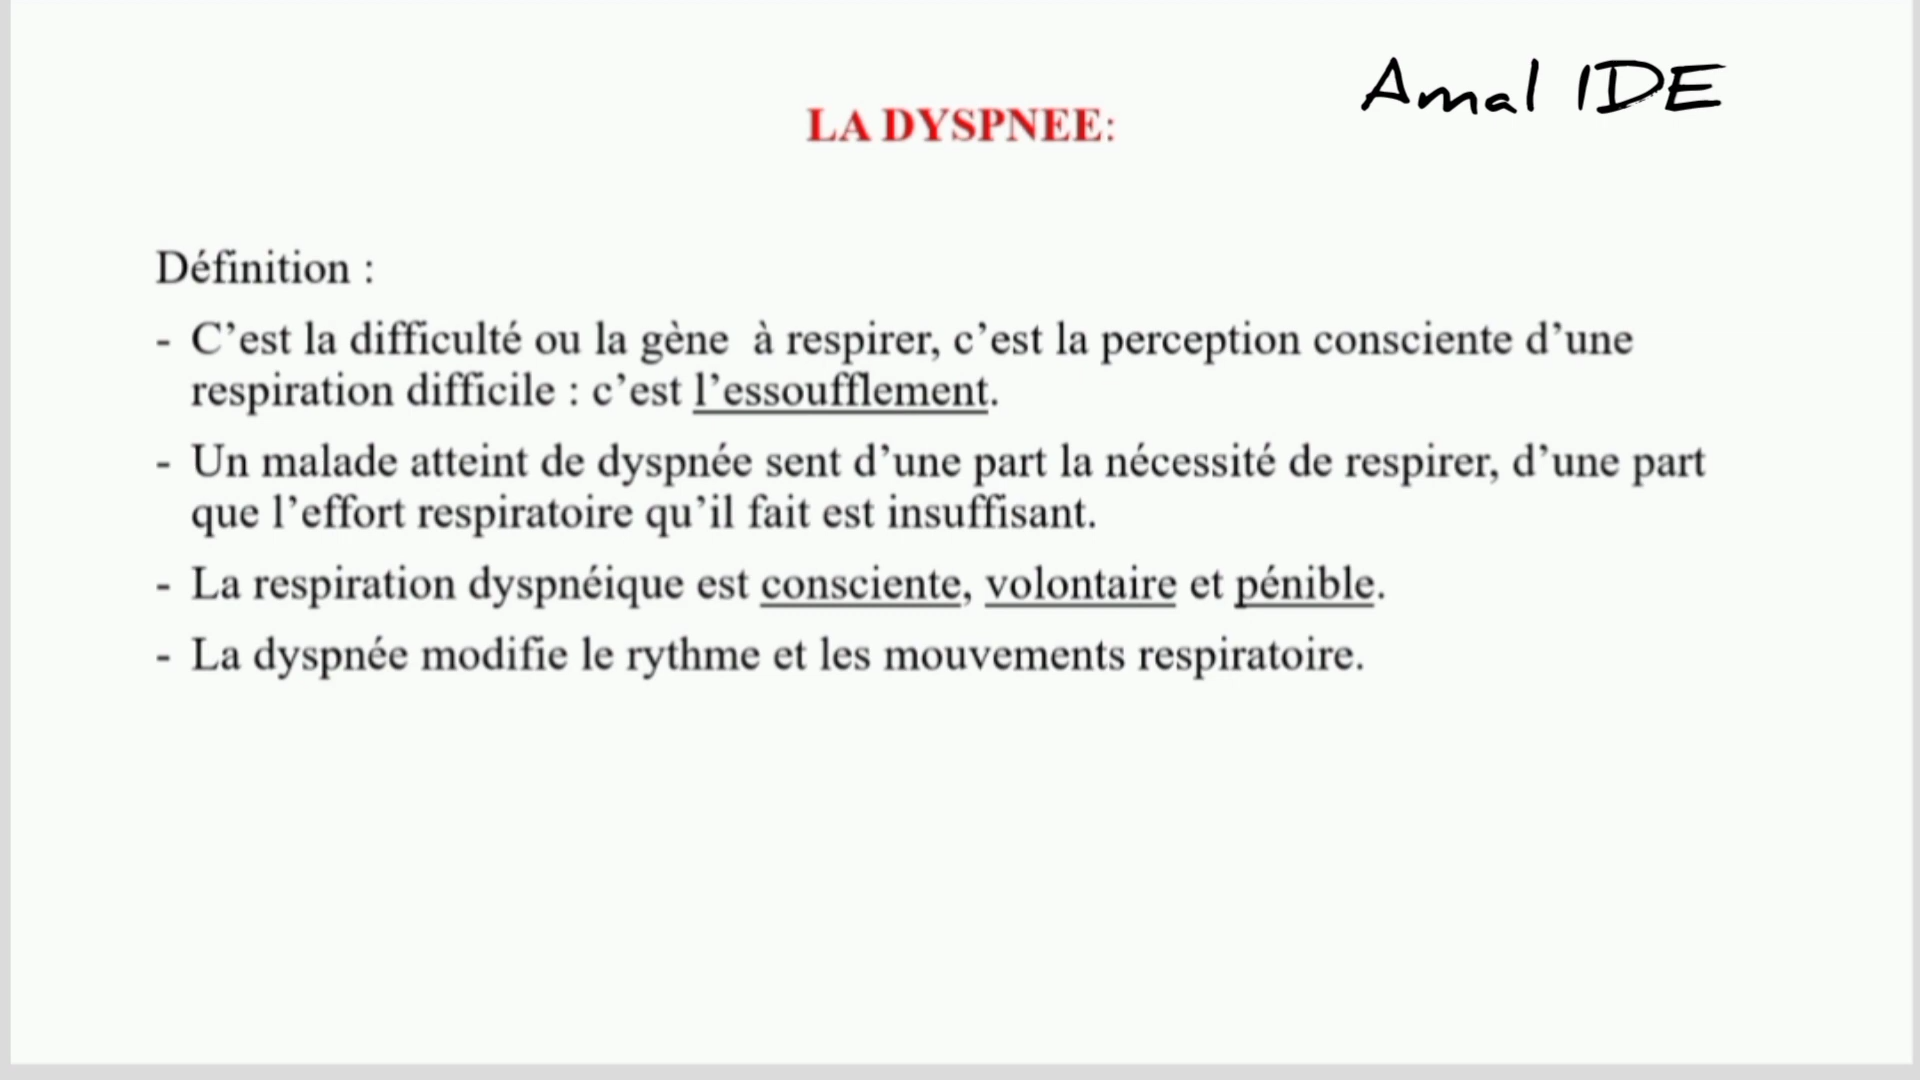 Amal IDE
LA DYSPNEE:
Définition :
- C’est la difficulté ou la gène à respirer, c’est la perception consciente d’une
respiration difficile : c’est l’essoufflement.
- Un malade atteint de dyspnée sent d’une part la nécessité de respirer, d’une part
que l’effort respiratoire qu’il fait est insuffisant.
- La respiration dyspnéique est consciente, volontaire et pénible.
- La dyspnée modifie le rythme et les mouvements respiratoire.